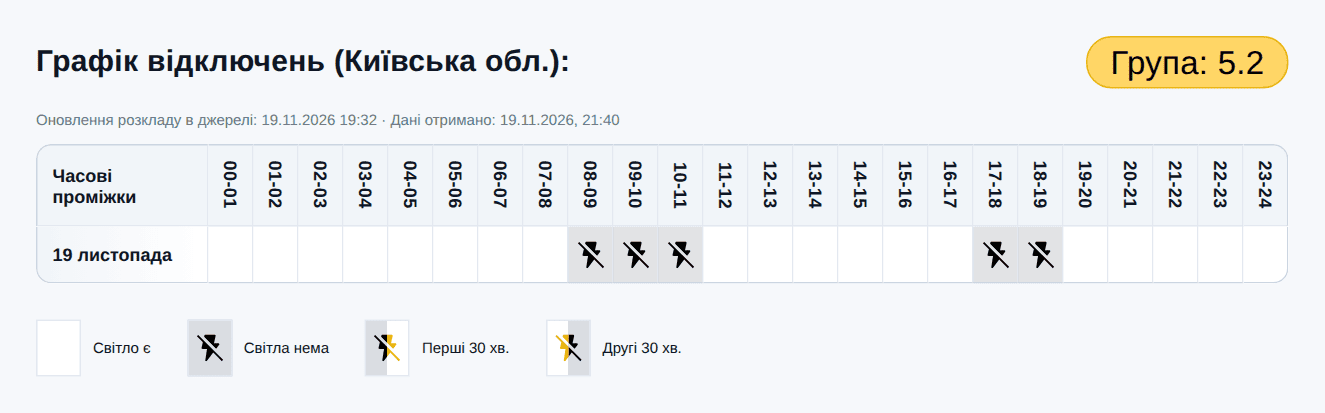 Графік відключень (Київська обл.):
Група: 5.2
Оновлення розкладу в джерелі: 19.11.2026 19:32 · Дані отримано: 19.11.2026, 21:40
Часові
проміжки
00-01
01-02
02-03
03-04
04-05
05-06
06-07
07-08
08-09
09-10
10-11
11-12
12-13
13-14
14-15
15-16
16-17
17-18
18-19
19-20
20-21
21-22
22-23
23-24
19 листопада
Світло є
Світла нема
Перші 30 хв.
Другі 30 хв.